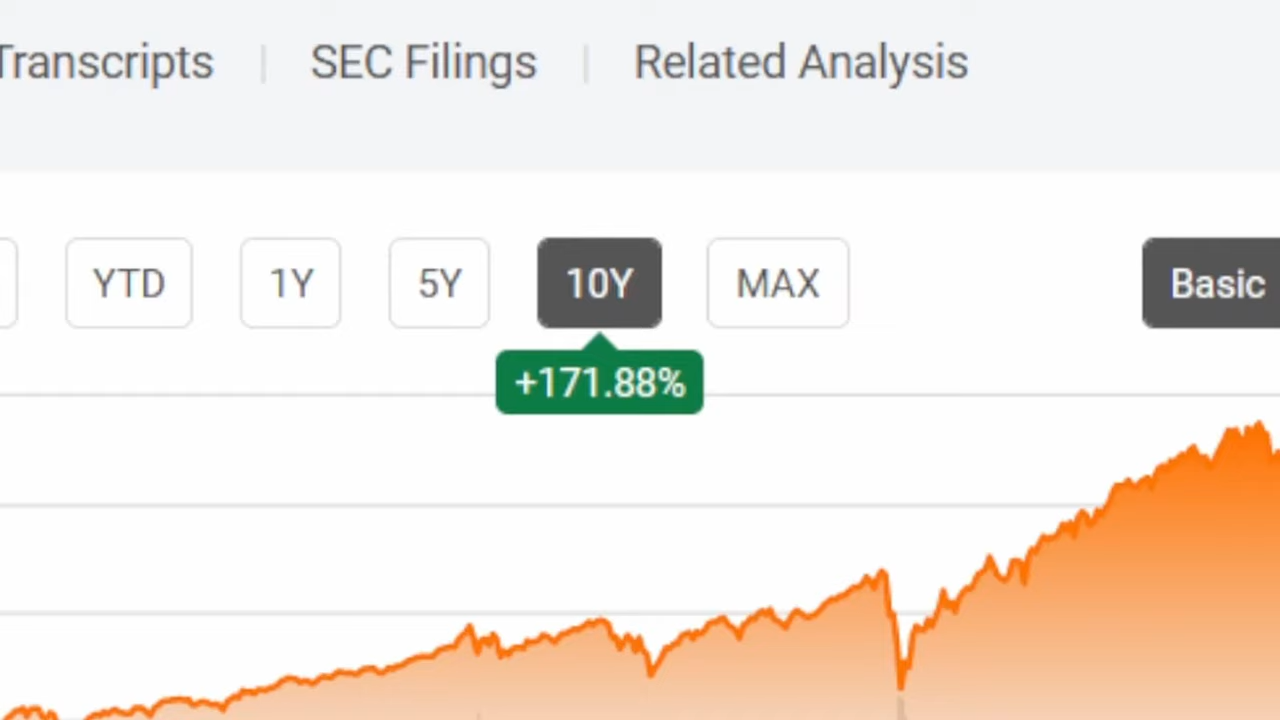 Transcripts | SEC Filings | Related Analysis
YTD 1Y 5Y 10Y MAX Basic
+171.88%